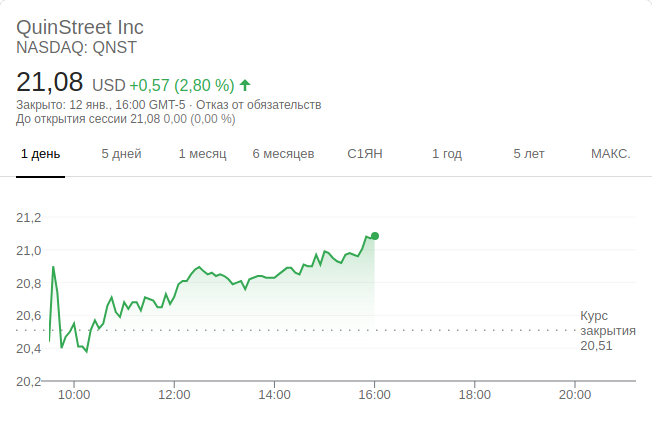 QuinStreet Inc
NASDAQ: QNST
21,08 USD +0,57 (2,80 %)
Закрыто: 12 янв., 16:00 GMT-5 · Отказ от обязательств
До открытия сессии 21,08 0,00 (0,00 %)
1 день 5 дней 1 месяц 6 месяцев С1ЯН 1 год 5 лет МАКС.
21,2
21,0
20,8
20,6
20,4
20,2
Курс
закрытия
20,51
10:00 12:00 14:00 16:00 18:00 20:00